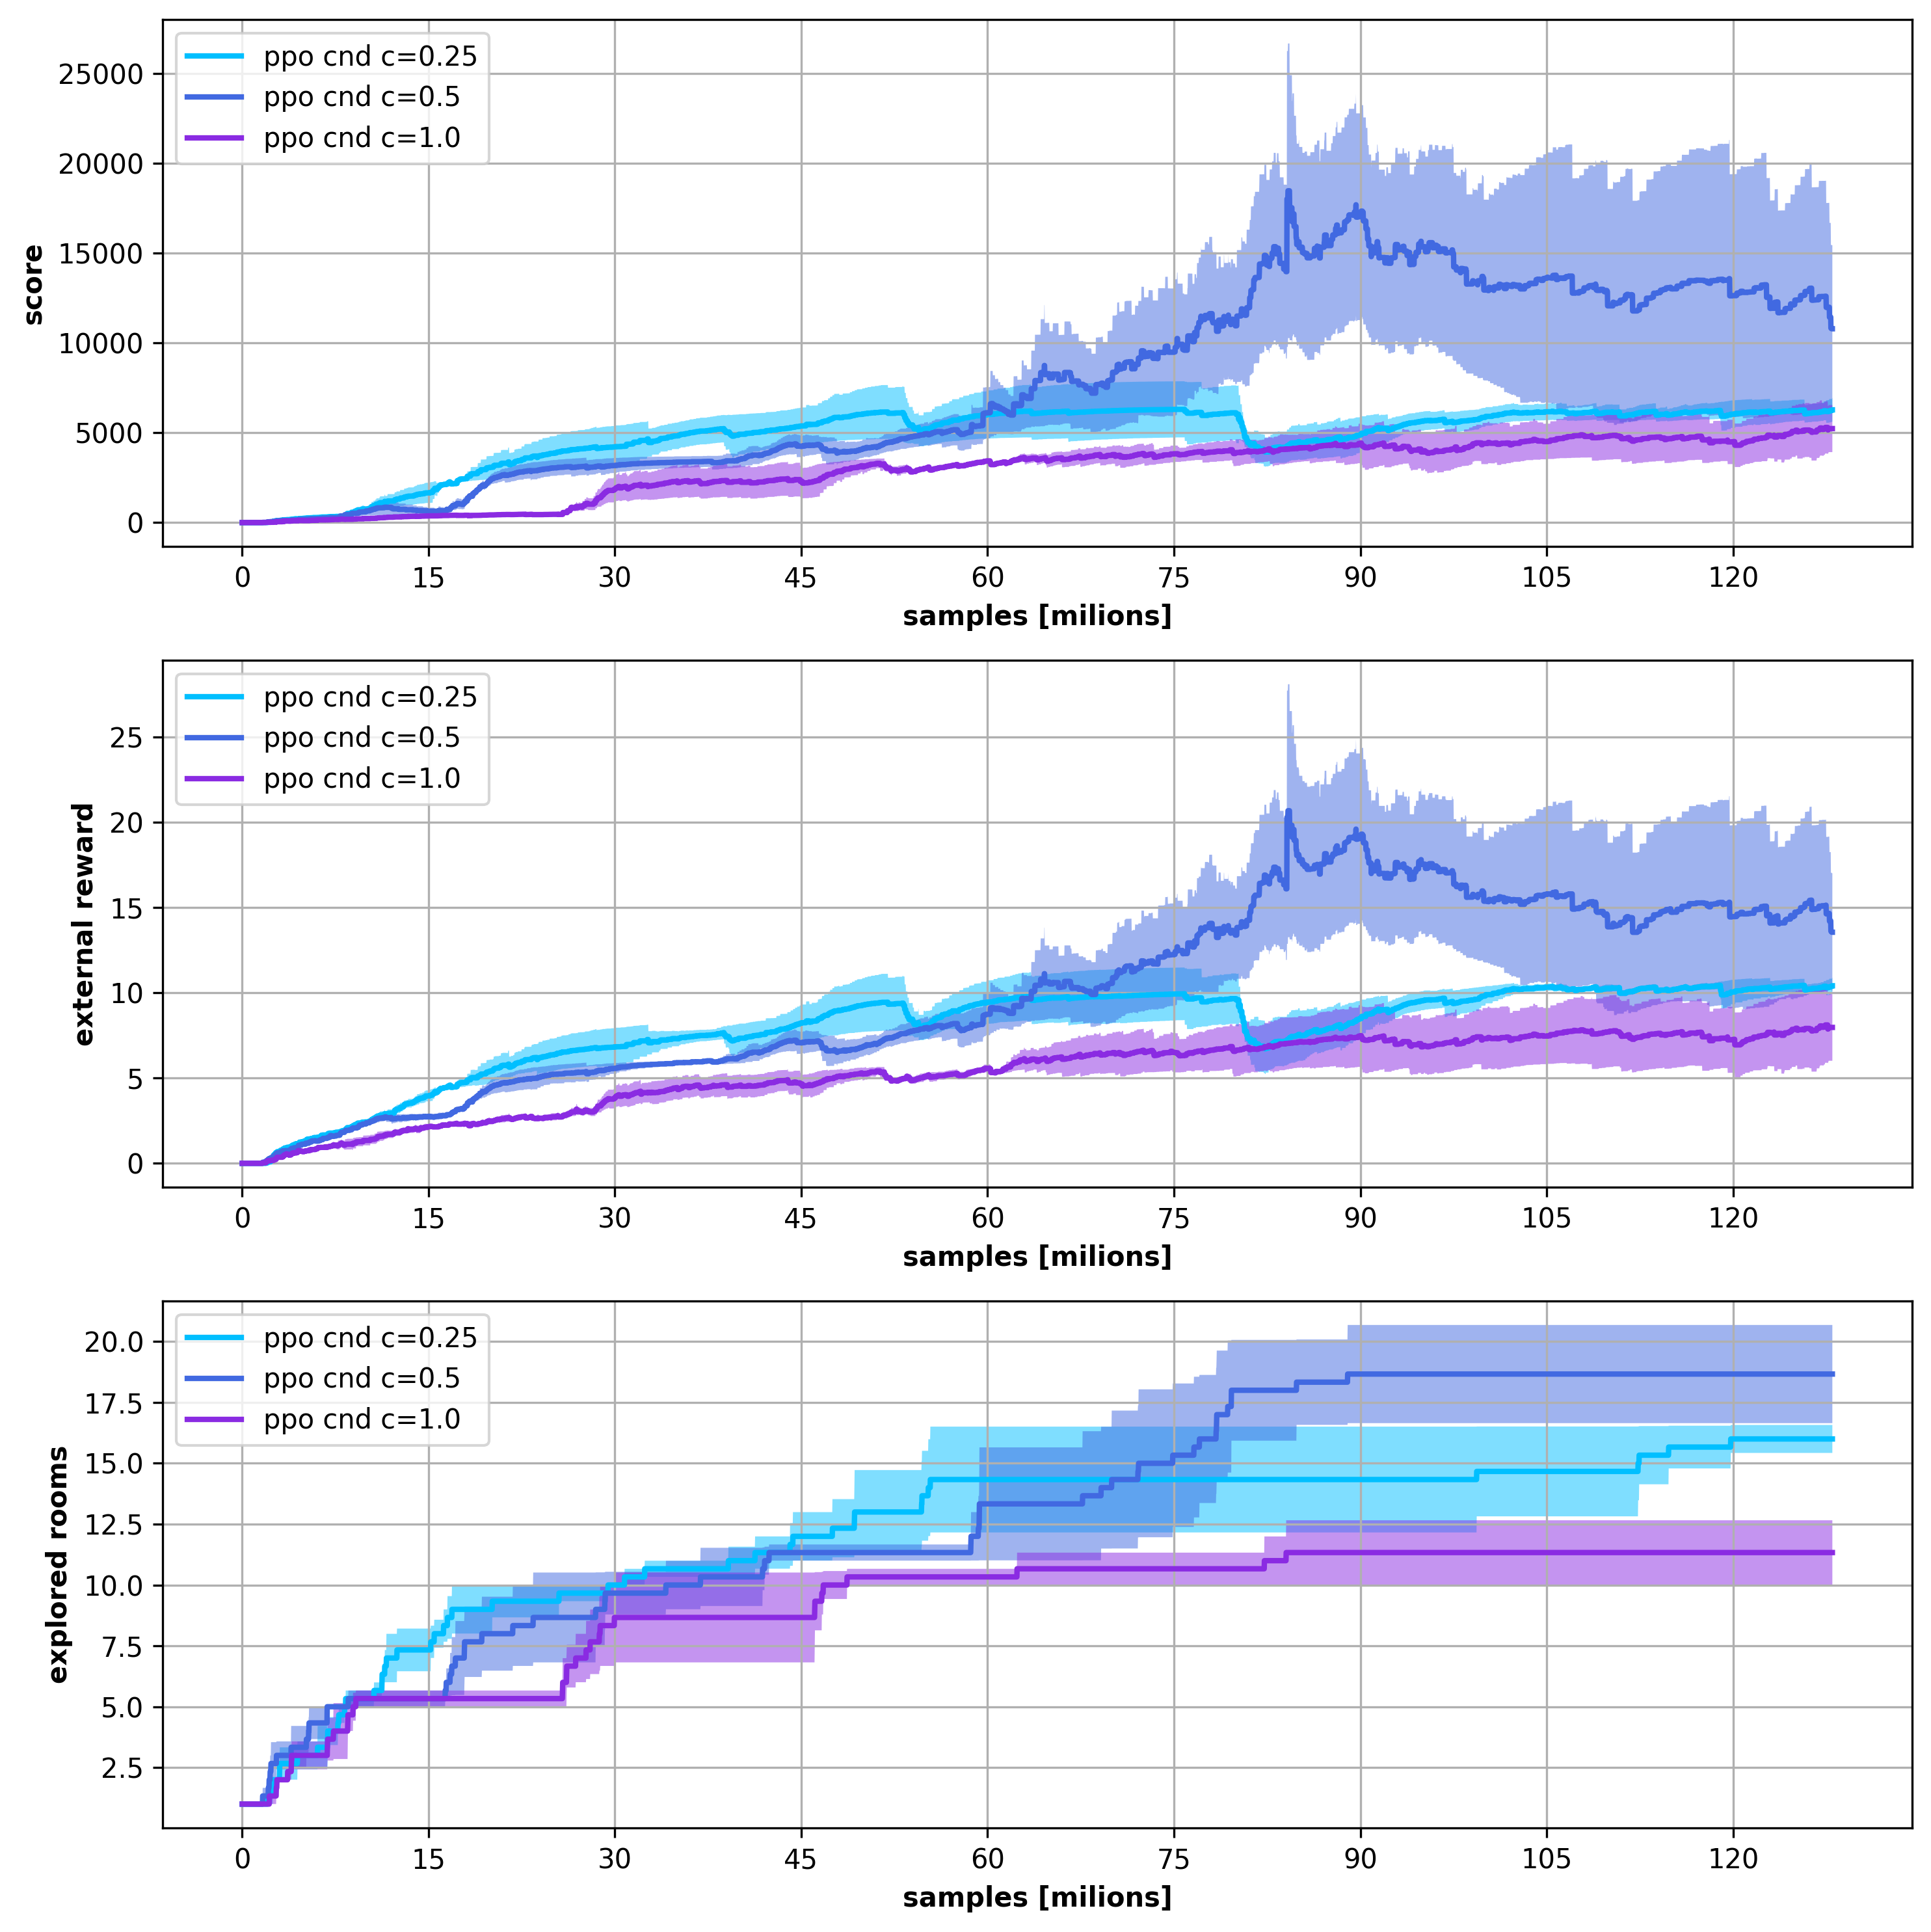 ppo cnd c=0.25
ppo cnd c=0.5
ppo cnd c=1.0
25000
20000
15000
10000
5000
0
score
0 15 30 45 60 75 90 105 120
samples [milions]
ppo cnd c=0.25
ppo cnd c=0.5
ppo cnd c=1.0
25
20
15
10
5
0
external reward
0 15 30 45 60 75 90 105 120
samples [milions]
ppo cnd c=0.25
ppo cnd c=0.5
ppo cnd c=1.0
20.0
17.5
15.0
12.5
10.0
7.5
5.0
2.5
explored rooms
0 15 30 45 60 75 90 105 120
samples [milions]